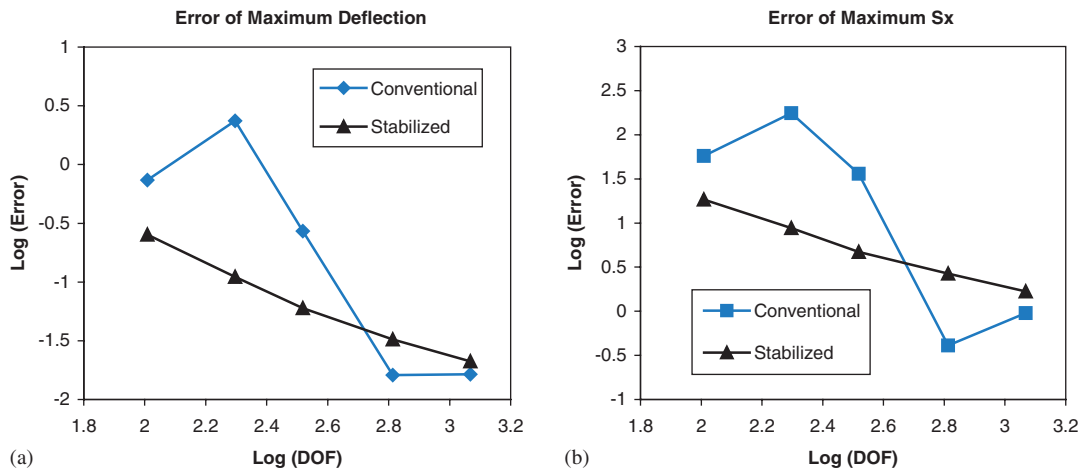 Error of Maximum Deflection
1
0.5
0
-0.5
-1
-1.5
-2
Log (Error)
1.8 2 2.2 2.4 2.6 2.8 3 3.2
Log (DOF)
Conventional
Stabilized
(a)
Error of Maximum Sx
3
2.5
2
1.5
1
0.5
0
-0.5
-1
Log (Error)
1.8 2 2.2 2.4 2.6 2.8 3 3.2
Log (DOF)
Conventional
Stabilized
(b)